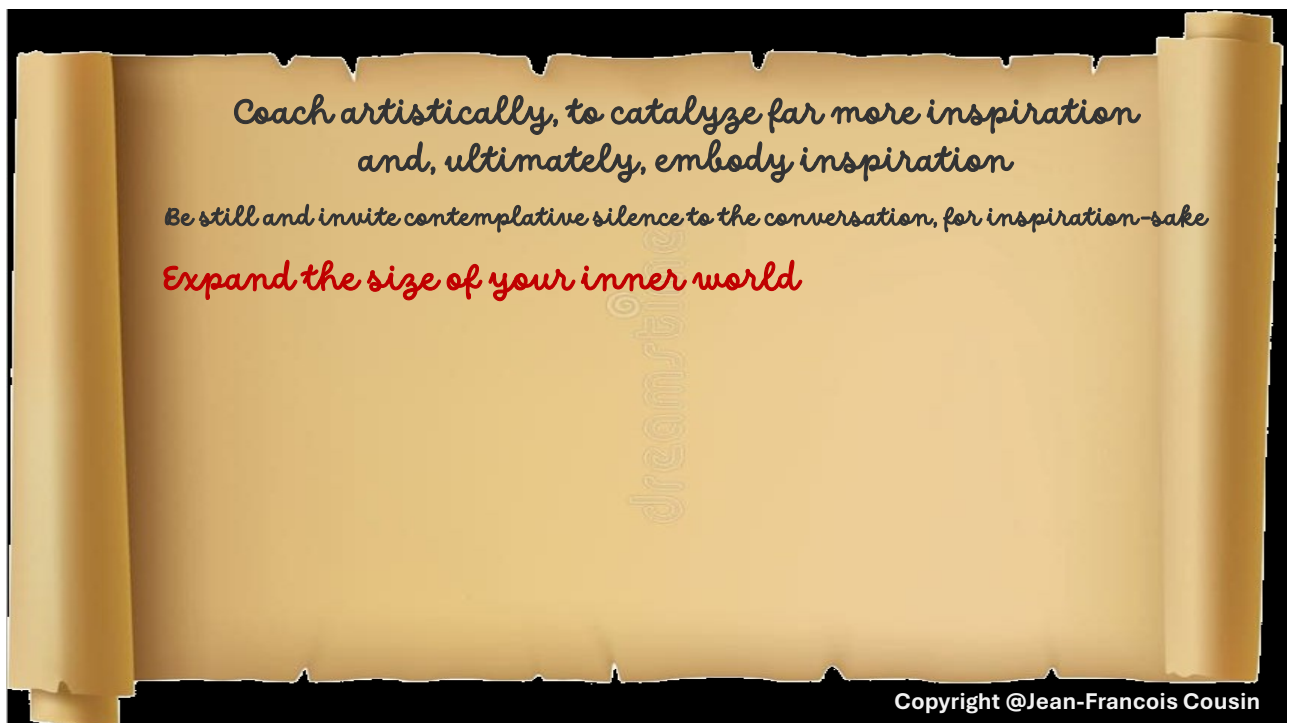 Coach artistically, to catalyze far more inspiration
and, ultimately, embody inspiration
Be still and invite contemplative silence to the conversation, for inspiration-sake
Expand the size of your inner world
dreamstime
Copyright @Jean-Francois Cousin